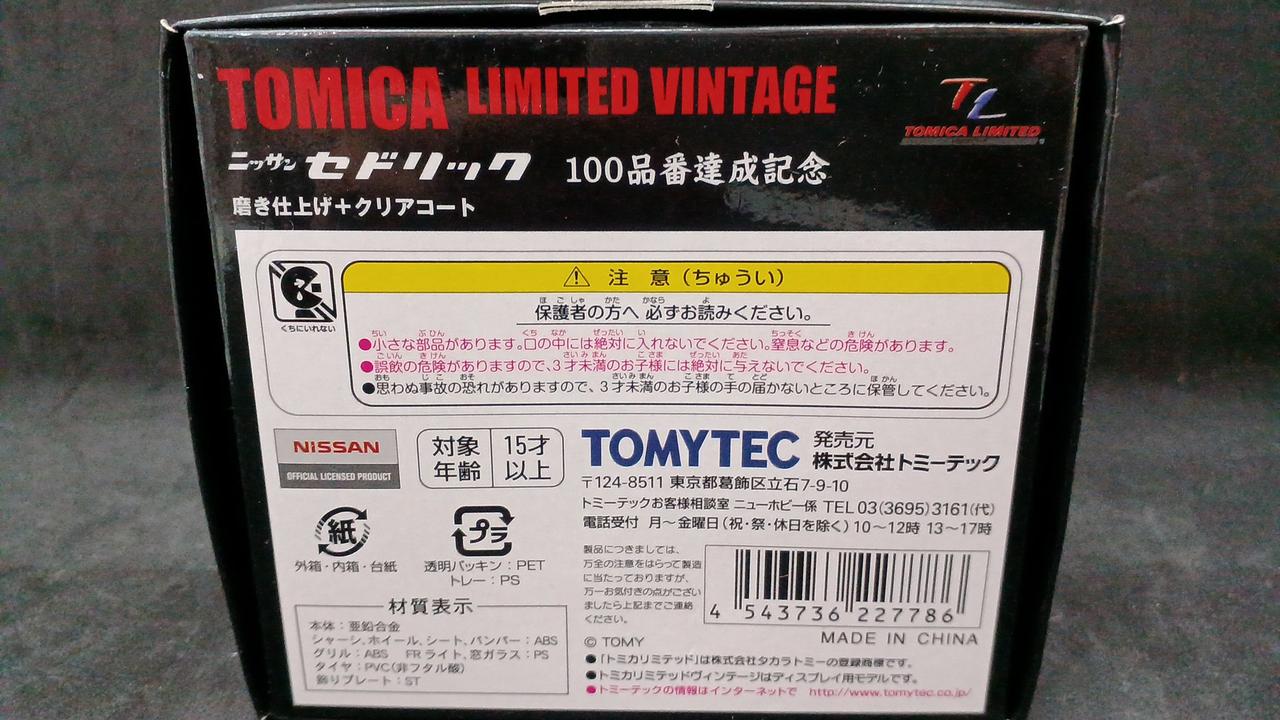 TOMICA LIMITED VINTAGE
TL
TOMICA LIMITED
ニッサン セドリック 100品番達成記念
磨き仕上げ+クリアコート
くちにいれない
⚠ 注 意(ちゅうい)
保護者の方へ 必ずお読みください。
●小さな部品があります。口の中には絶対に入れないでください。窒息などの危険があります。
●誤飲の危険がありますので、3才未満のお子様には絶対に与えないでください。
●思わぬ事故の恐れがありますので、3才未満のお子様の手の届かないところに保管してください。
NISSAN
OFFICIAL LICENSED PRODUCT
対象年齢 15才以上
TOMYTEC 発売元
株式会社トミーテック
〒124-8511 東京都葛飾区立石7-9-10
トミーテックお客様相談室 ニューホビー係 TEL 03(3695)3161(代)
電話受付 月~金曜日(祝・祭・休日を除く)10~12時 13~17時
紙
外箱・内箱・台紙
プラ
透明パッキン:PET
トレー:PS
製品につきましては、
万全の注意をはらって製造
に当たっておりますが、
万一お気付きの点がござい
ましたら上記までご連絡
ください。
4 543736 227786
MADE IN CHINA
材質表示
本体:亜鉛合金
シャーシ、ホイール、シート、バンパー:ABS
グリル:ABS FRライト、窓ガラス:PS
タイヤ:PVC(非フタル酸)
飾りプレート:ST
© TOMY
●「トミカリミテッド」は株式会社タカラトミーの登録商標です。
●トミカリミテッドヴィンテージはディスプレイ用モデルです。
●トミーテックの情報はインターネットで http://www.tomytec.co.jp/